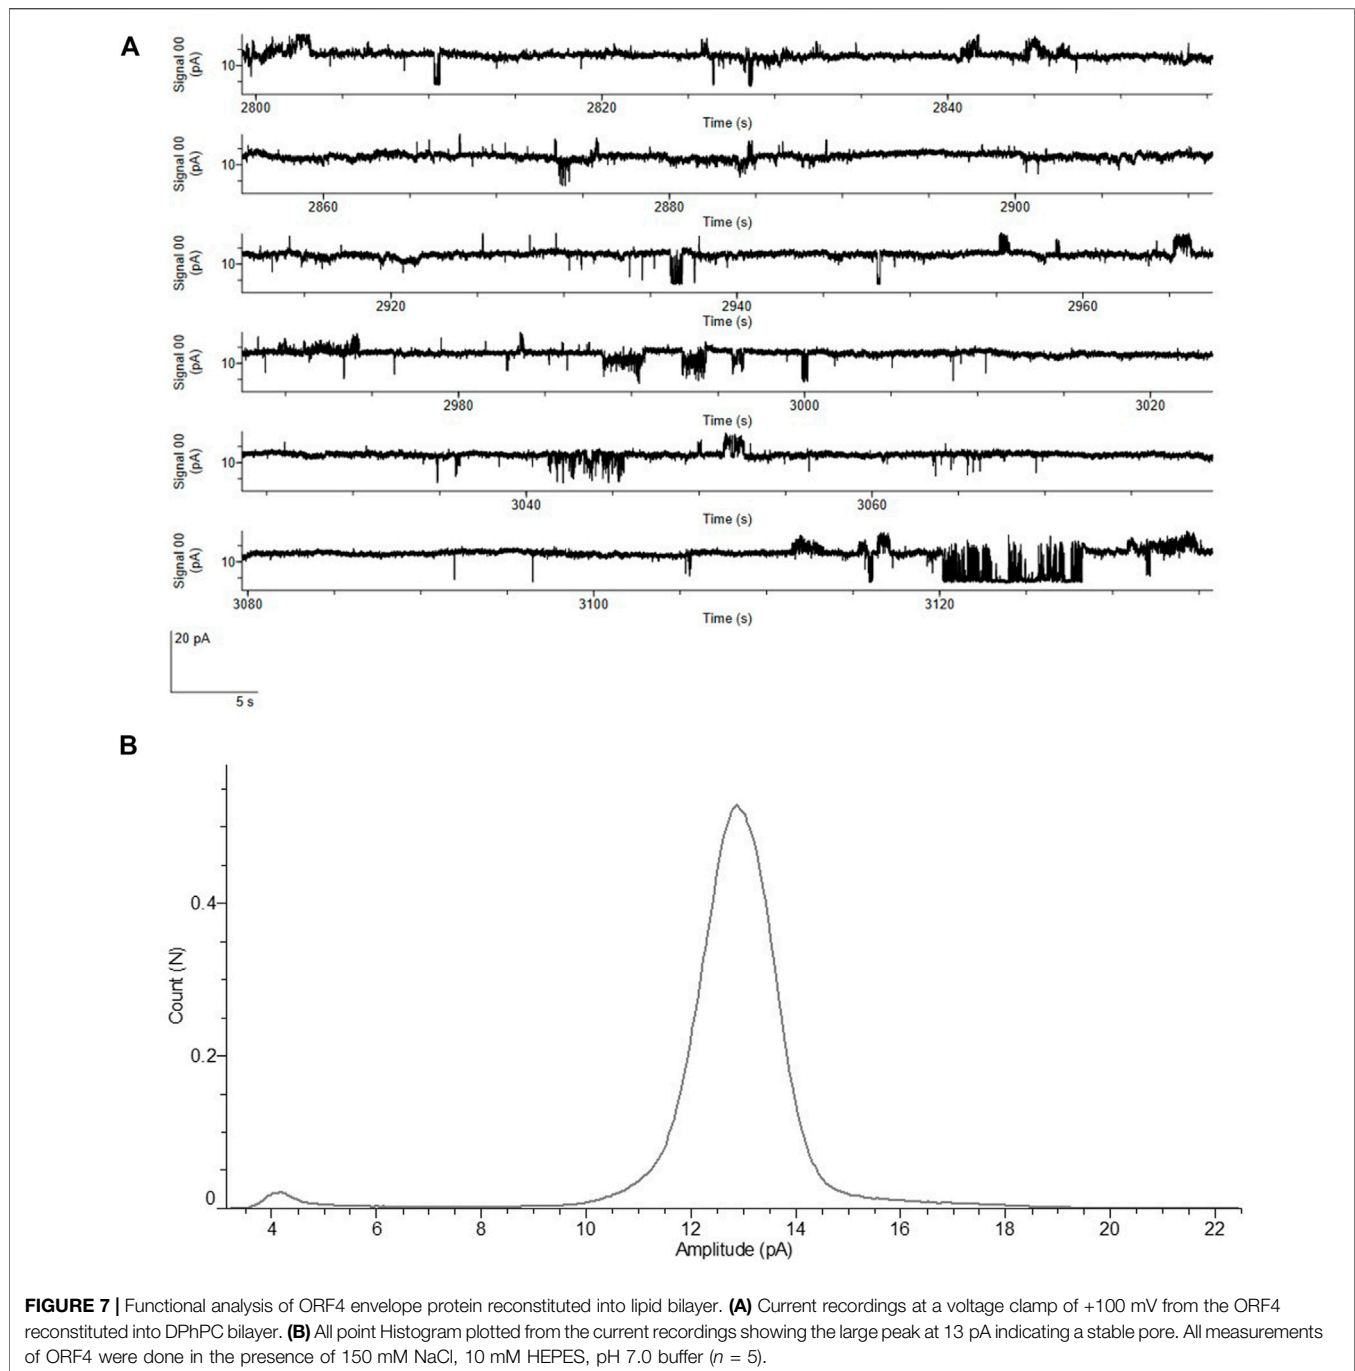 A
Signal 00
(pA)
10
2800 2820 2840
Time (s)
Signal 00
(pA)
10
2860 2880 2900
Time (s)
Signal 00
(pA)
10
2920 2940 2960
Time (s)
Signal 00
(pA)
10
2980 3000 3020
Time (s)
Signal 00
(pA)
10
3040 3060
Time (s)
Signal 00
(pA)
10
3080 3100 3120
Time (s)
20 pA
5 s
B
Count (N)
0.4
0.2
0
4 6 8 10 12 14 16 18 20 22
Amplitude (pA)
FIGURE 7 | Functional analysis of ORF4 envelope protein reconstituted into lipid bilayer. (A) Current recordings at a voltage clamp of +100 mV from the ORF4
reconstituted into DPhPC bilayer. (B) All point Histogram plotted from the current recordings showing the large peak at 13 pA indicating a stable pore. All measurements
of ORF4 were done in the presence of 150 mM NaCl, 10 mM HEPES, pH 7.0 buffer (n = 5).